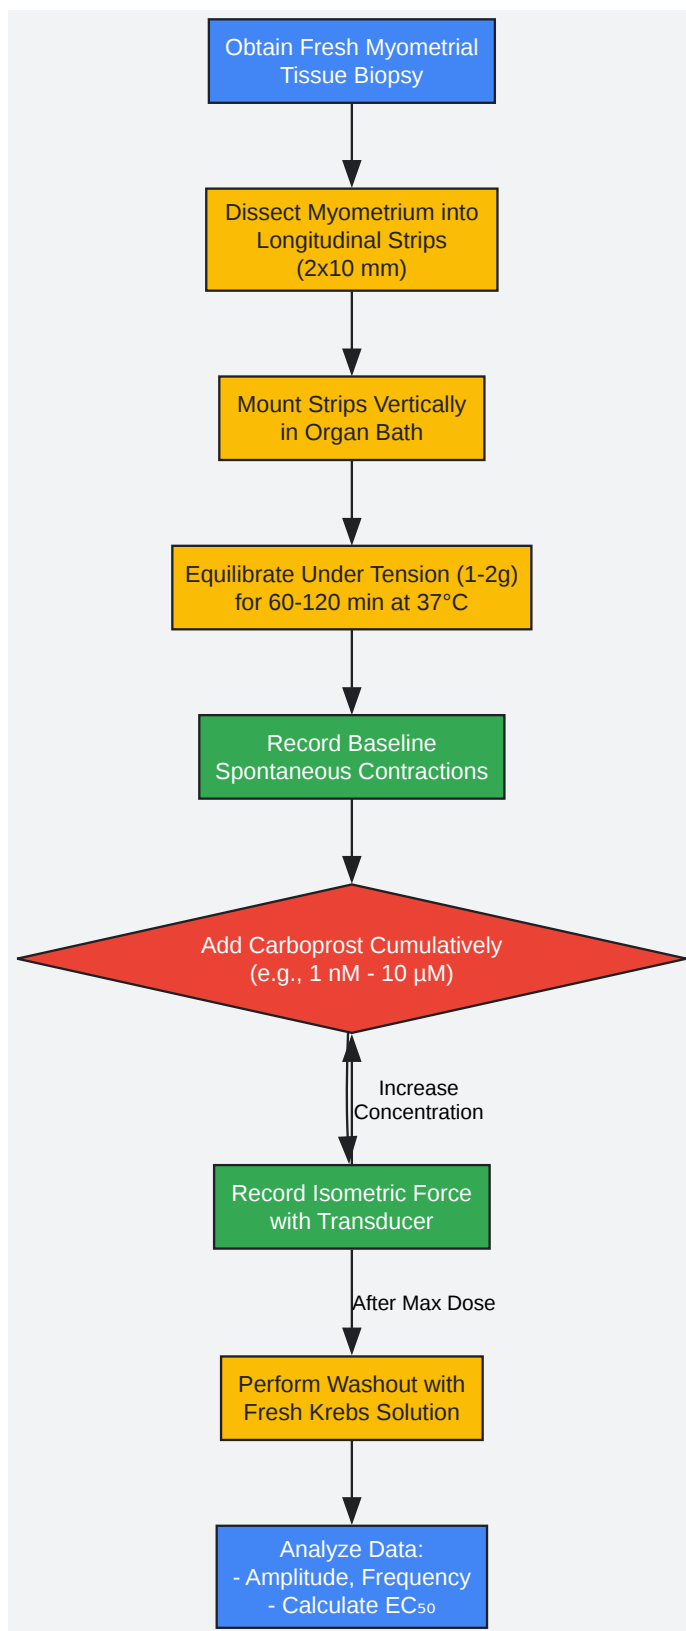 Obtain Fresh Myometrial
Tissue Biopsy
Dissect Myometrium into
Longitudinal Strips
(2x10 mm)
Mount Strips Vertically
in Organ Bath
Equilibrate Under Tension (1-2g)
for 60-120 min at 37°C
Record Baseline
Spontaneous Contractions
Add Carboprost Cumulatively
(e.g., 1 nM - 10 µM)
Increase
Concentration
Record Isometric Force
with Transducer
After Max Dose
Perform Washout with
Fresh Krebs Solution
Analyze Data:
- Amplitude, Frequency
- Calculate EC₅₀